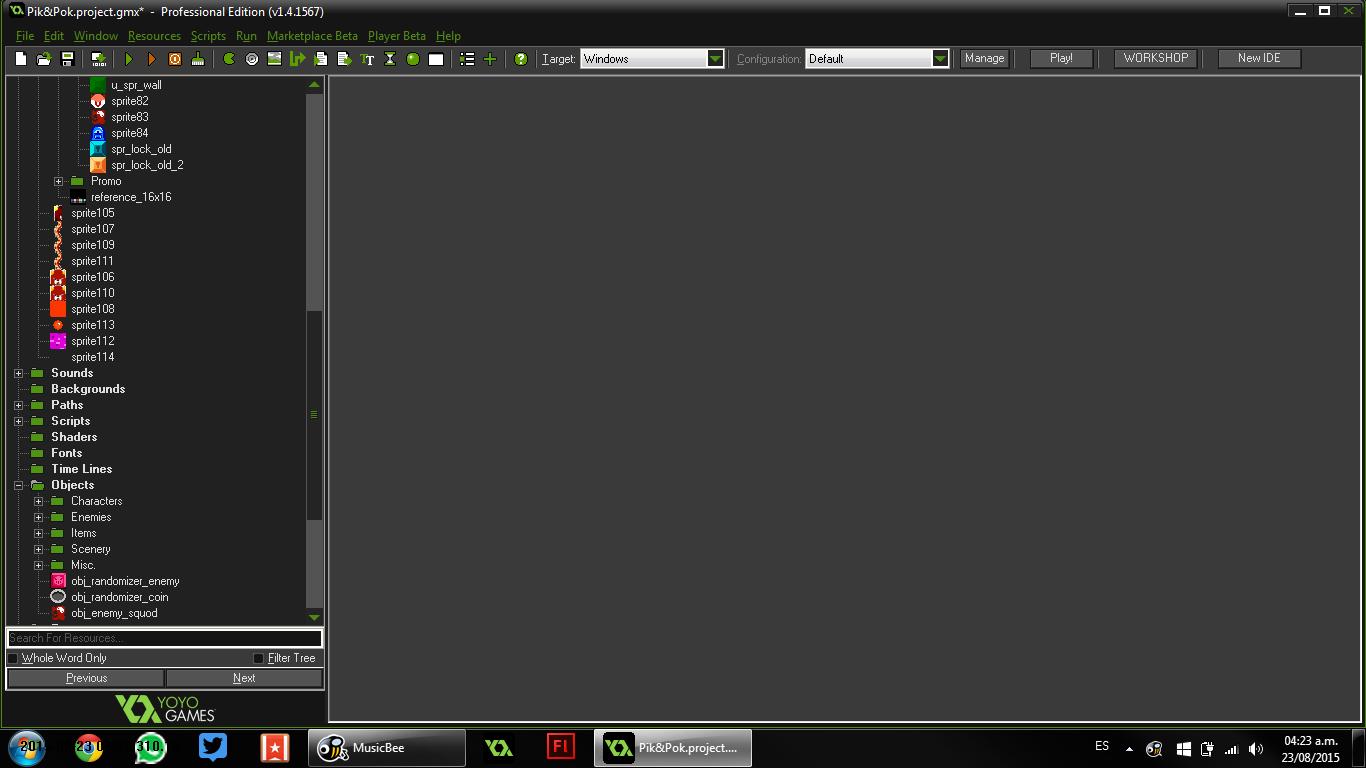 Pik&Pok.project.gmx* - Professional Edition (v1.4.1567)
File Edit Window Resources Scripts Run Marketplace Beta Player Beta Help
Target: Windows Configuration: Default Manage Play! WORKSHOP New IDE
u_spr_wall
sprite82
sprite83
sprite84
spr_lock_old
spr_lock_old_2
Promo
reference_16x16
sprite105
sprite107
sprite109
sprite111
sprite106
sprite110
sprite108
sprite113
sprite112
sprite114
Sounds
Backgrounds
Paths
Scripts
Shaders
Fonts
Time Lines
Objects
Characters
Enemies
Items
Scenery
Misc.
obj_randomizer_enemy
obj_randomizer_coin
obj_enemy_squod
Search For Resources...
Whole Word Only Filter Tree
Previous Next
YOYO
GAMES
MusicBee Fl Pik&Pok.project.... ES 04:23 a.m.
23/08/2015